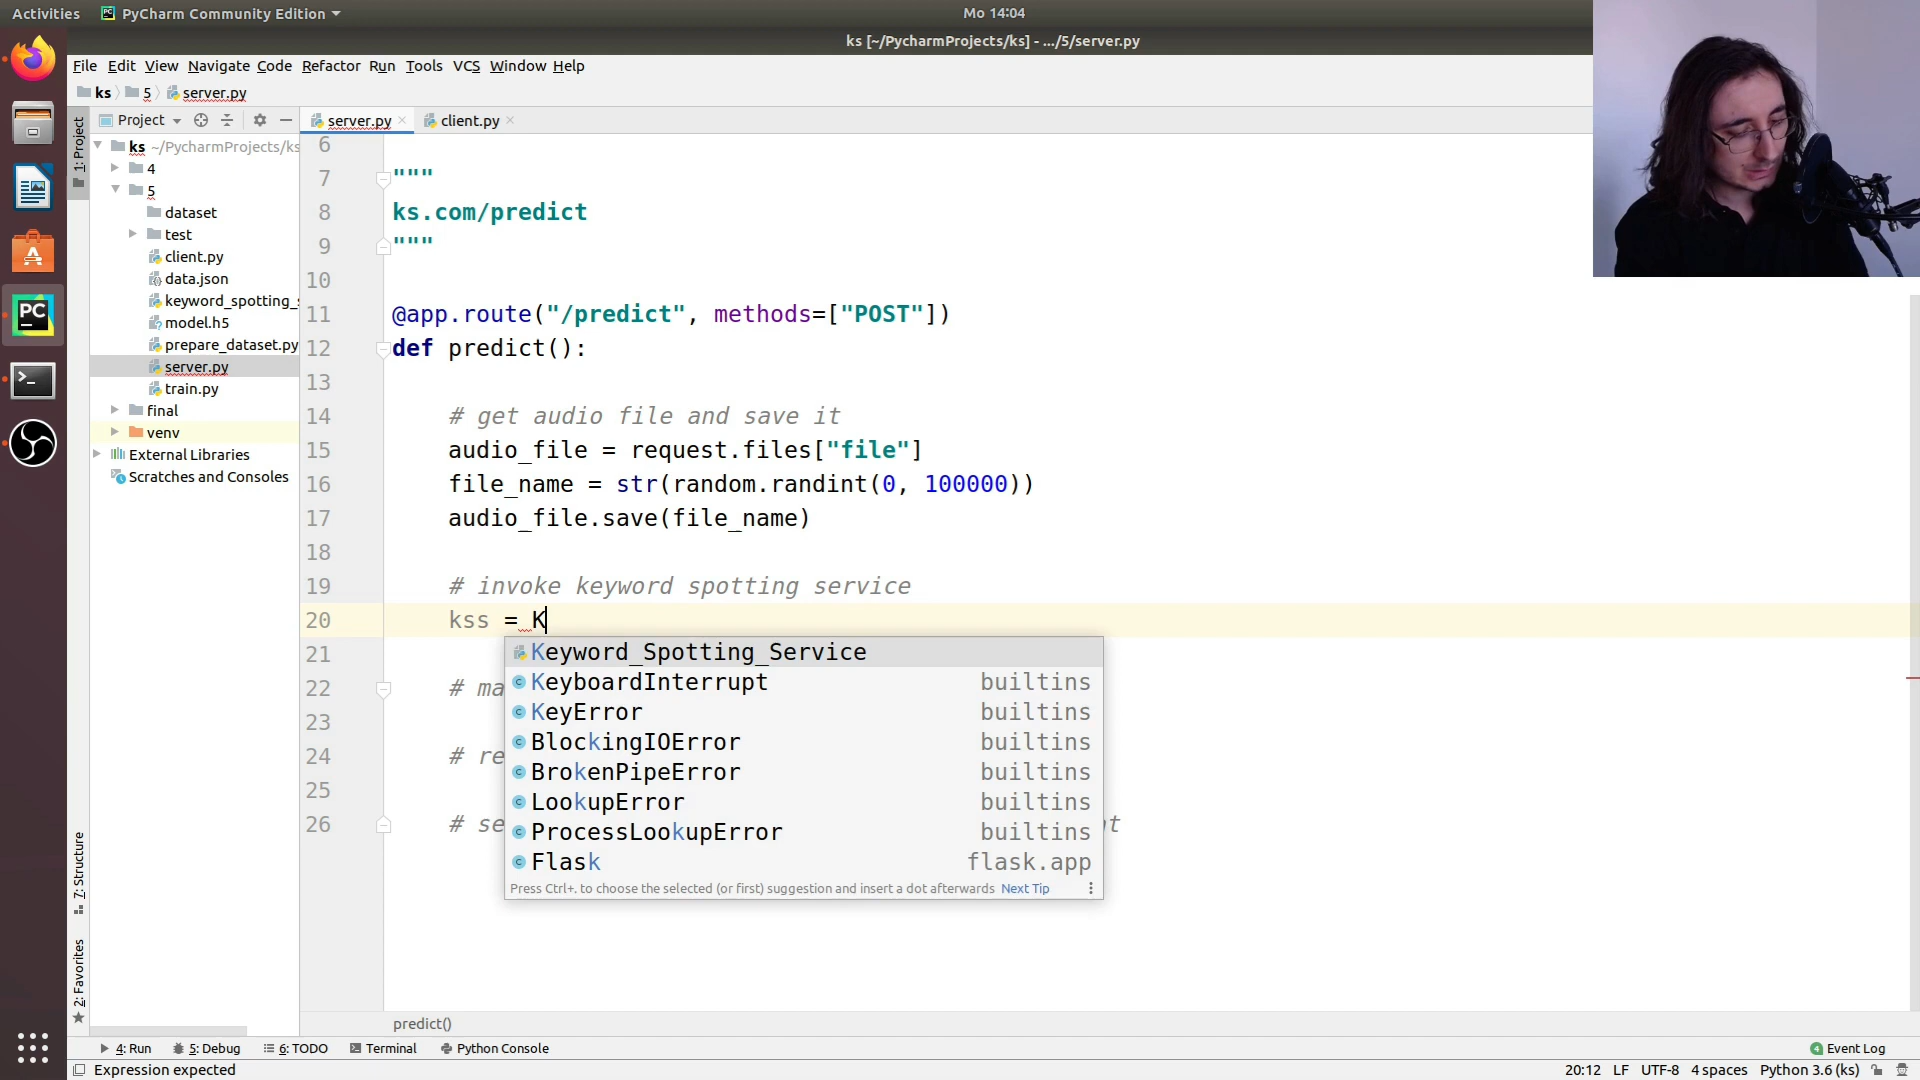 Activities PyCharm Community Edition Mo 14:04
ks [~/PycharmProjects/ks] - .../5/server.py
File Edit View Navigate Code Refactor Run Tools VCS Window Help
ks 5 server.py
Project server.py client.py
1: Project
ks ~/PycharmProjects/ks
4
5
dataset
test
client.py
data.json
keyword_spotting_s
model.h5
prepare_dataset.py
server.py
train.py
final
venv
External Libraries
Scratches and Consoles
7: Structure
2: Favorites
6
7 """
8 ks.com/predict
9 """
10
11 @app.route("/predict", methods=["POST"])
12 def predict():
13
14 # get audio file and save it
15 audio_file = request.files["file"]
16 file_name = str(random.randint(0, 100000))
17 audio_file.save(file_name)
18
19 # invoke keyword spotting service
20 kss = K
21
22 # ma
23
24 # re
25
26 # se
Keyword_Spotting_Service
KeyboardInterrupt builtins
KeyError builtins
BlockingIOError builtins
BrokenPipeError builtins
LookupError builtins
ProcessLookupError builtins
Flask flask.app
Press Ctrl+. to choose the selected (or first) suggestion and insert a dot afterwards Next Tip
predict()
4: Run 5: Debug 6: TODO Terminal Python Console 4 Event Log
Expression expected 20:12 LF UTF-8 4 spaces Python 3.6 (ks)